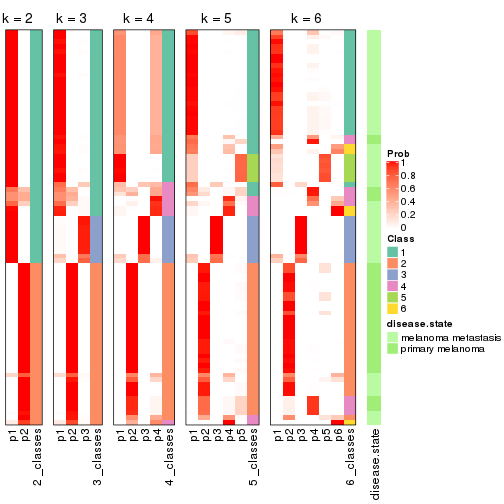 k = 2 k = 3 k = 4 k = 5 k = 6
Prob
1
0.8
0.6
0.4
0.2
0
Class
1
2
3
4
5
6
disease.state
melanoma metastasis
primary melanoma
p1 p2 2_classes p1 p2 p3 3_classes p1 p2 p3 p4 4_classes p1 p2 p3 p4 p5 5_classes p1 p2 p3 p4 p5 p6 6_classes disease.state